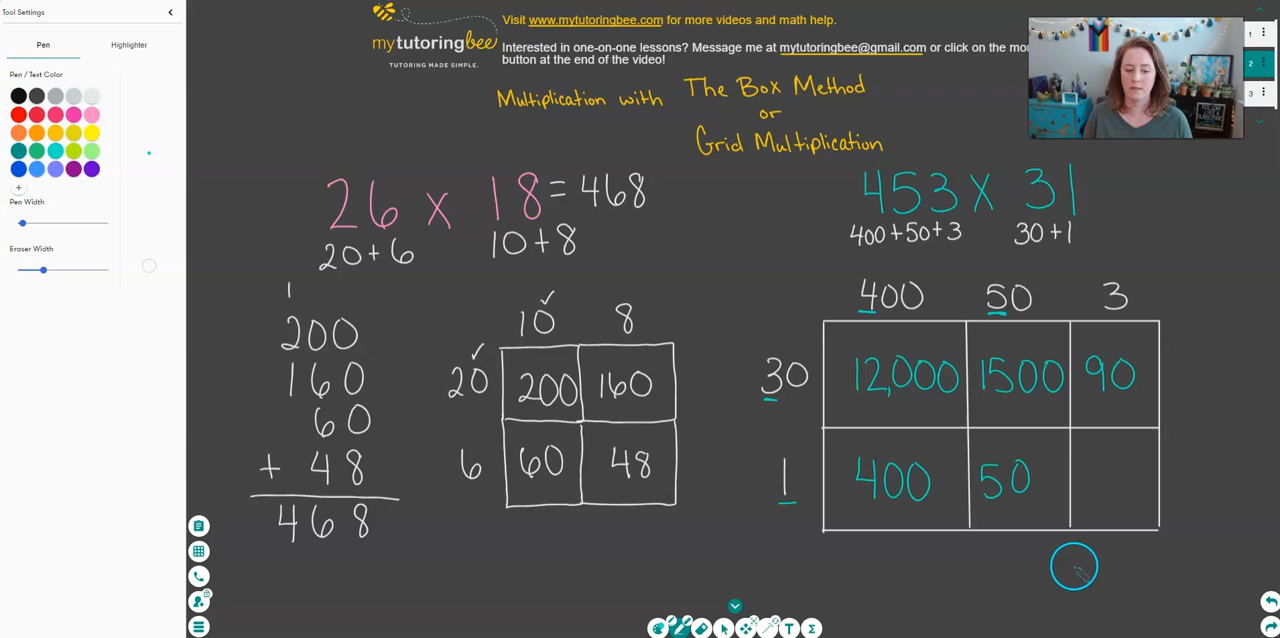 Tool Settings
Pen
Highlighter
Pen / Text Color
+
Pen Width
Eraser Width
Visit www.mytutoringbee.com for more videos and math help.
Interested in one-on-one lessons? Message me at mytutoringbee@gmail.com or click on the mo
button at the end of the video!
mytutoringbee
TUTORING MADE SIMPLE.
Multiplication with The Box Method
or
Grid Multiplication
26 x 18 = 468
20+6 10+8
1
200
160
60
+ 48
468
10 8
20 200 160
6 60 48
453 x 31
400+50+3 30+1
400 50 3
30 12,000 1500 90
1 400 50
1
2
3
T
Σ